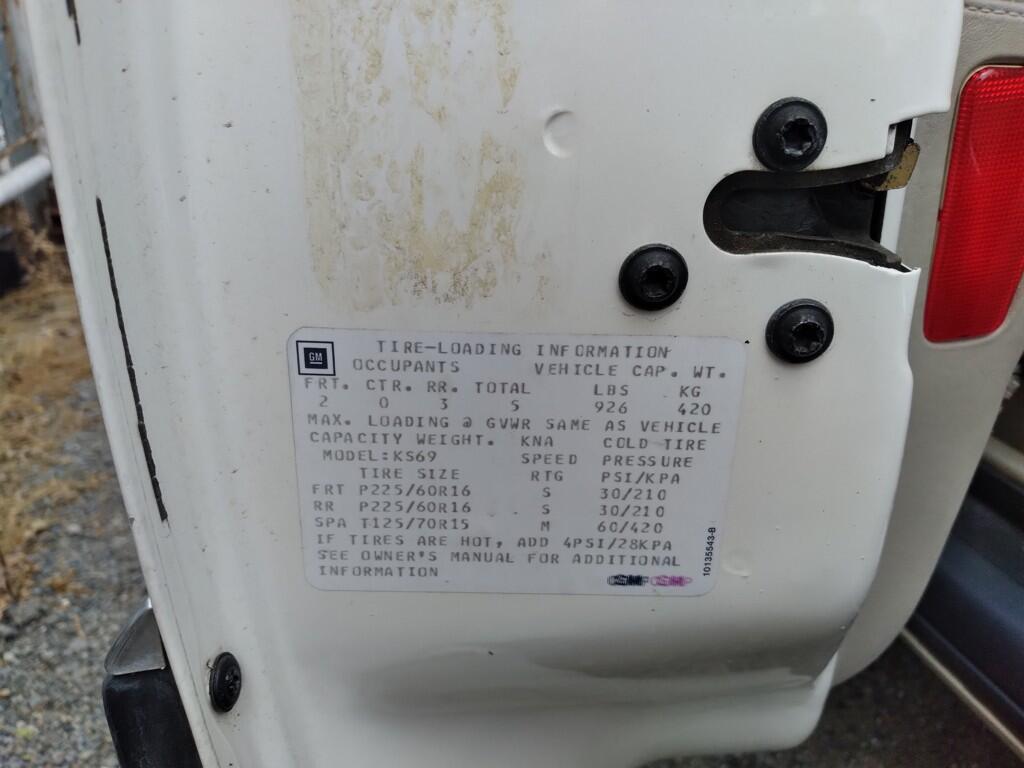 GM
TIRE-LOADING INFORMATION
OCCUPANTS VEHICLE CAP. WT.
FRT. CTR. RR. TOTAL LBS KG
2 0 3 5 926 420
MAX. LOADING @ GVWR SAME AS VEHICLE
CAPACITY WEIGHT. KNA COLD TIRE
MODEL:KS69 SPEED PRESSURE
TIRE SIZE RTG PSI/KPA
FRT P225/60R16 S 30/210
RR P225/60R16 S 30/210
SPA T125/70R15 M 60/420
IF TIRES ARE HOT, ADD 4PSI/28KPA
SEE OWNER'S MANUAL FOR ADDITIONAL
INFORMATION
10135543-B